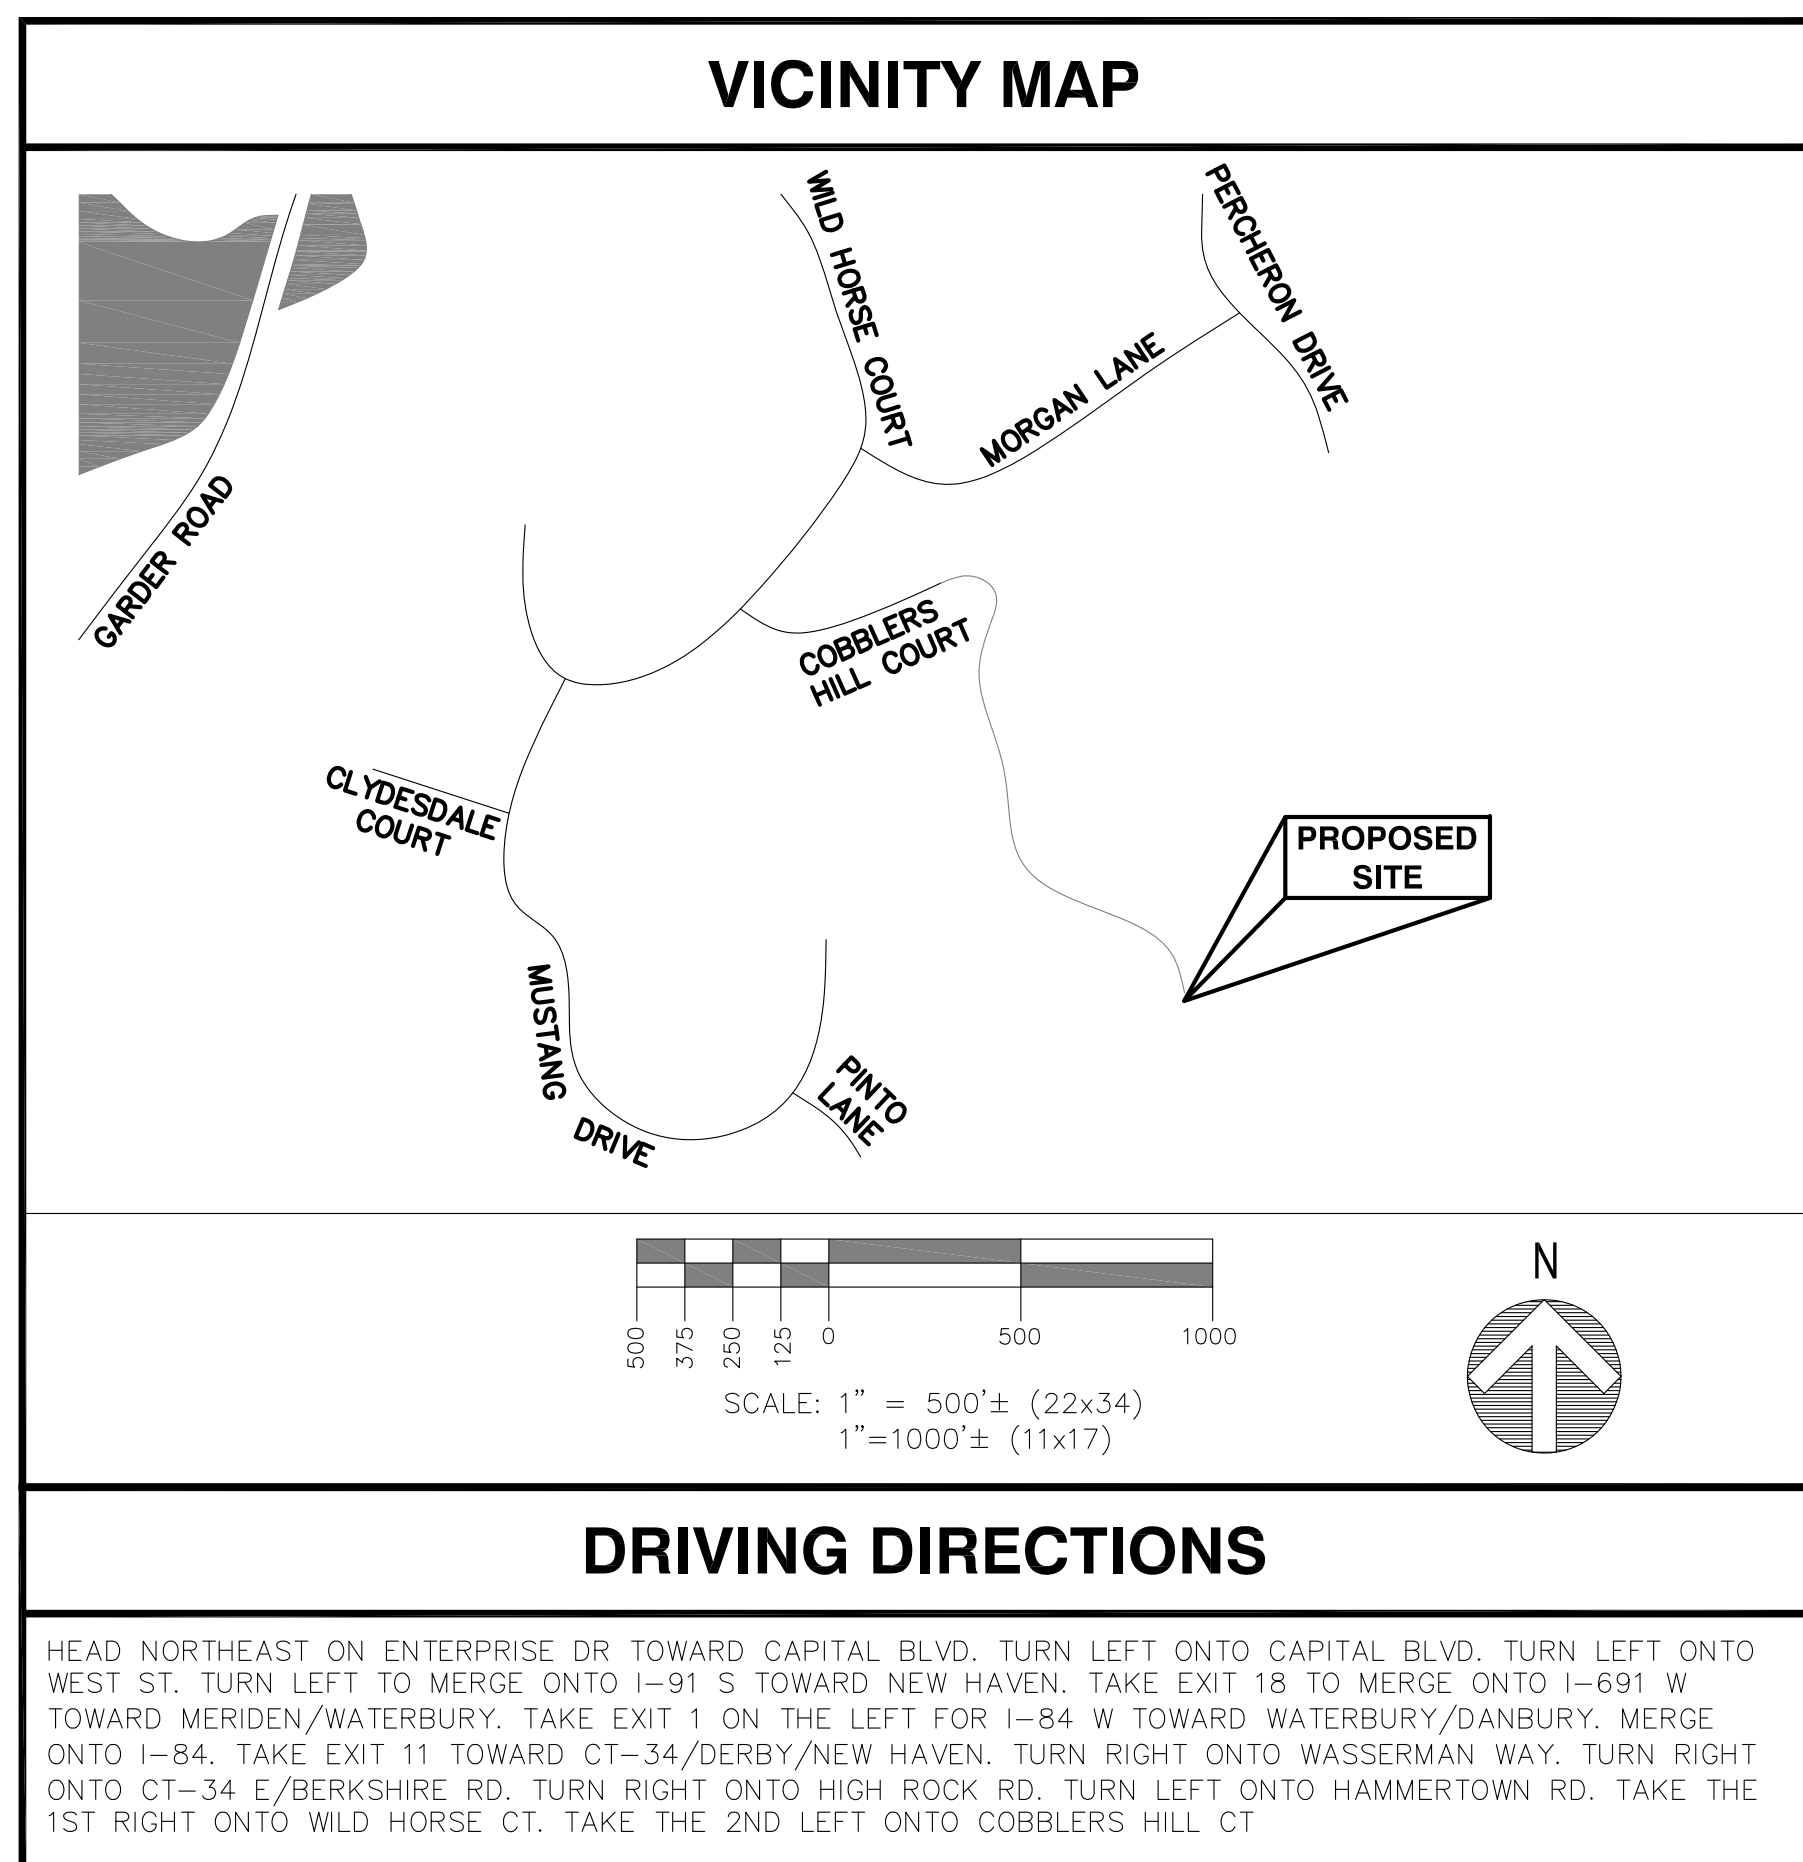 VICINITY MAP
WILD HORSE COURT
PERCHERON DRIVE
MORGAN LANE
GARDER ROAD
COBBLERS
HILL COURT
CLYDESDALE
COURT
PROPOSED
SITE
MUSTANG DRIVE
PINTO
LANE
500 375 250 125 0 500 1000
N
SCALE: 1" = 500'± (22x34)
1"=1000'± (11x17)
DRIVING DIRECTIONS
HEAD NORTHEAST ON ENTERPRISE DR TOWARD CAPITAL BLVD. TURN LEFT ONTO CAPITAL BLVD. TURN LEFT ONTO
WEST ST. TURN LEFT TO MERGE ONTO I-91 S TOWARD NEW HAVEN. TAKE EXIT 18 TO MERGE ONTO I-691 W
TOWARD MERIDEN/WATERBURY. TAKE EXIT 1 ON THE LEFT FOR I-84 W TOWARD WATERBURY/DANBURY. MERGE
ONTO I-84. TAKE EXIT 11 TOWARD CT-34/DERBY/NEW HAVEN. TURN RIGHT ONTO WASSERMAN WAY. TURN RIGHT
ONTO CT-34 E/BERKSHIRE RD. TURN RIGHT ONTO HIGH ROCK RD. TURN LEFT ONTO HAMMERTOWN RD. TAKE THE
1ST RIGHT ONTO WILD HORSE CT. TAKE THE 2ND LEFT ONTO COBBLERS HILL CT